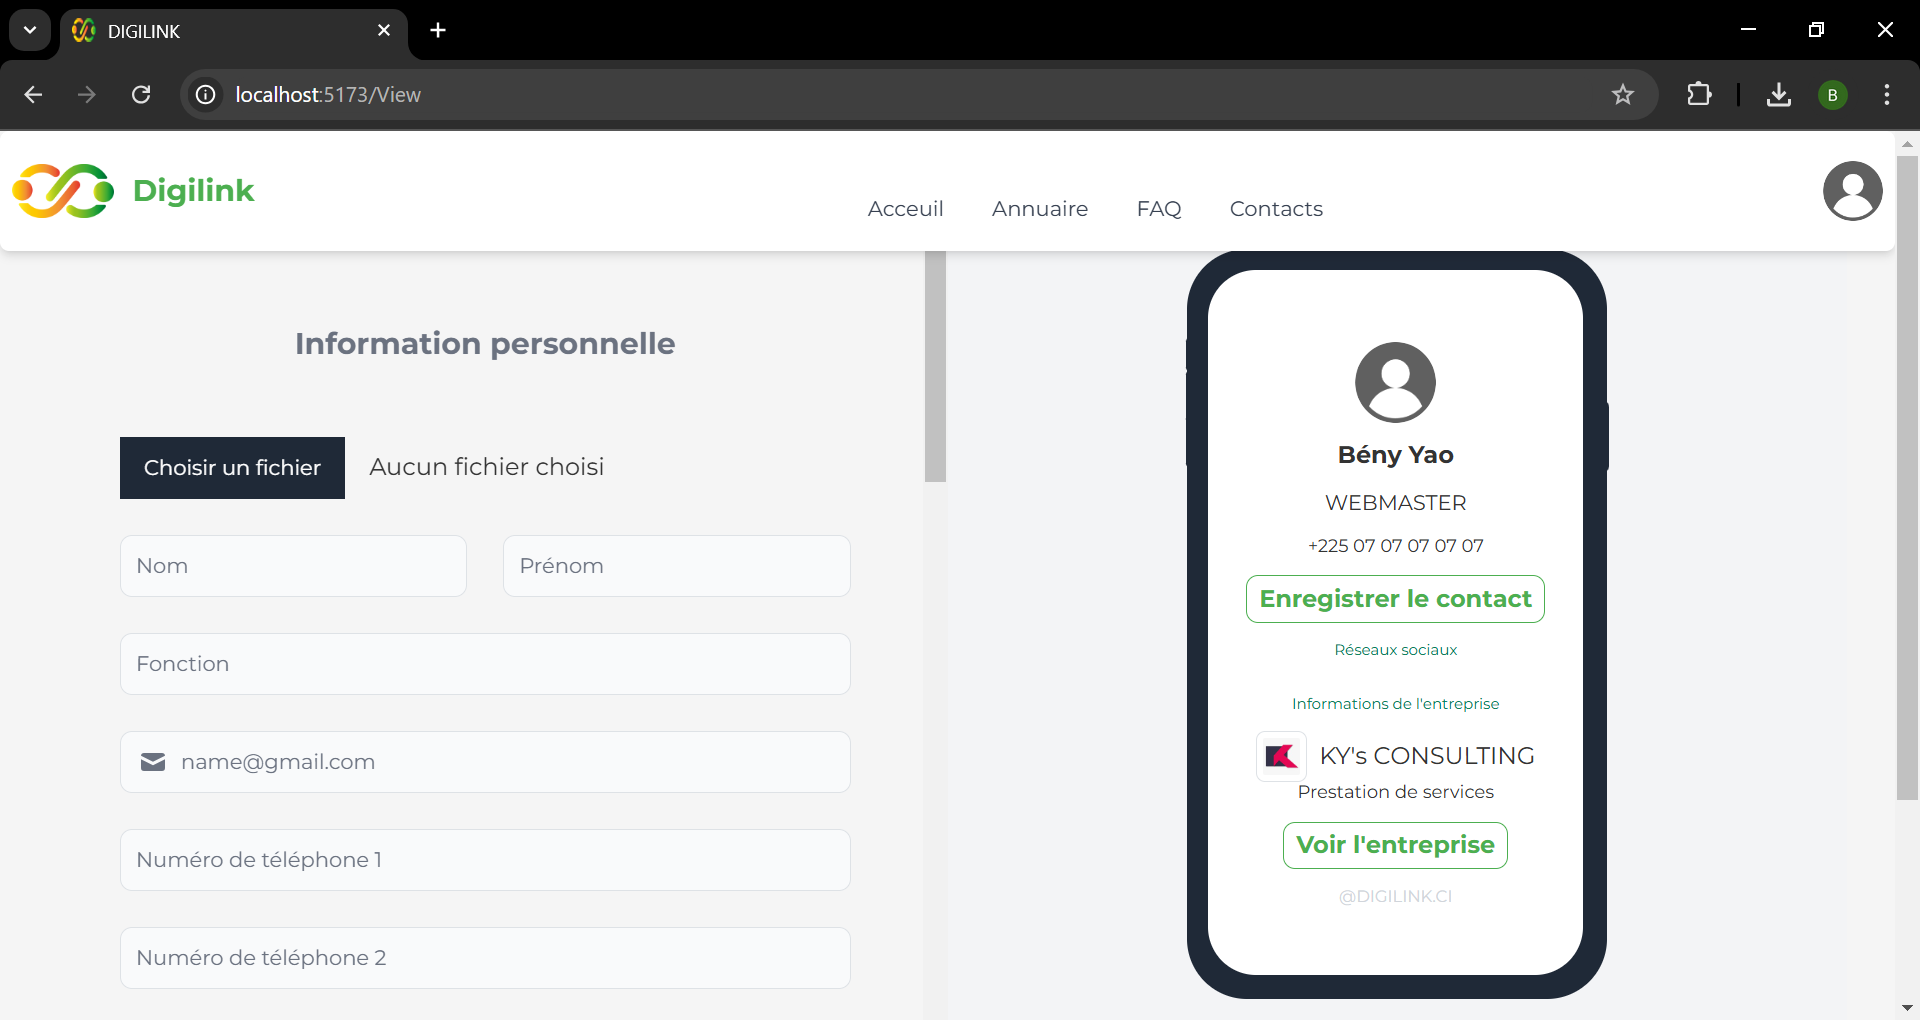 DIGILINK
localhost:5173/View
B
Digilink
Acceuil Annuaire FAQ Contacts
Information personnelle
Choisir un fichier Aucun fichier choisi
Nom Prénom
Fonction
name@gmail.com
Numéro de téléphone 1
Numéro de téléphone 2
Bény Yao
WEBMASTER
+225 07 07 07 07 07
Enregistrer le contact
Réseaux sociaux
Informations de l'entreprise
KY's CONSULTING
Prestation de services
Voir l'entreprise
@DIGILINK.CI